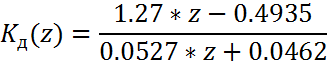 Kд(z) = (1.27 * z − 0.4935) / (0.0527 * z + 0.0462)